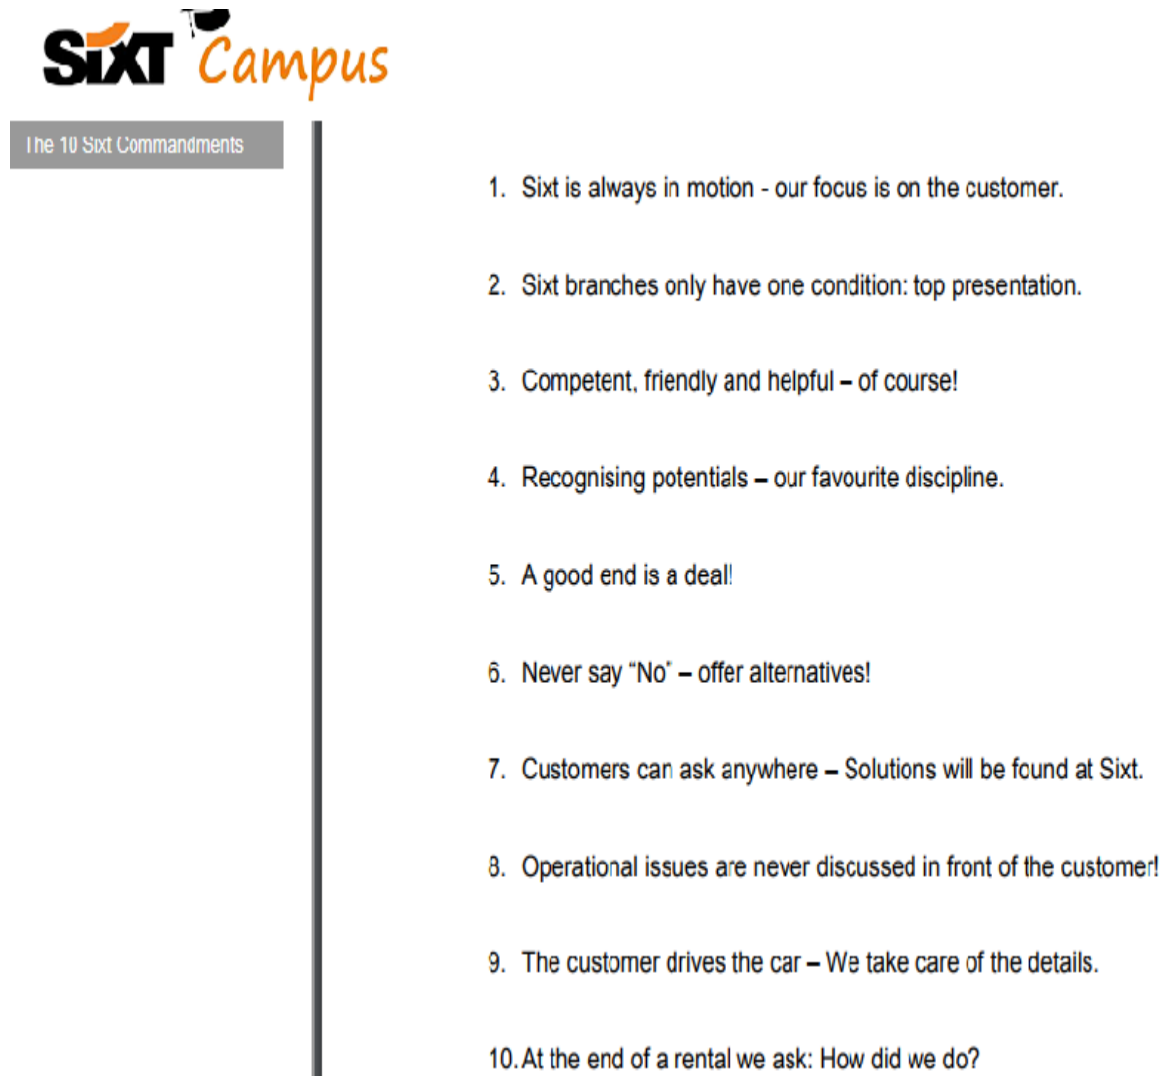 SIXT Campus
The 10 Sixt Commandments
1. Sixt is always in motion - our focus is on the customer.
2. Sixt branches only have one condition: top presentation.
3. Competent, friendly and helpful – of course!
4. Recognising potentials – our favourite discipline.
5. A good end is a deal!
6. Never say “No” – offer alternatives!
7. Customers can ask anywhere – Solutions will be found at Sixt.
8. Operational issues are never discussed in front of the customer!
9. The customer drives the car – We take care of the details.
10. At the end of a rental we ask: How did we do?